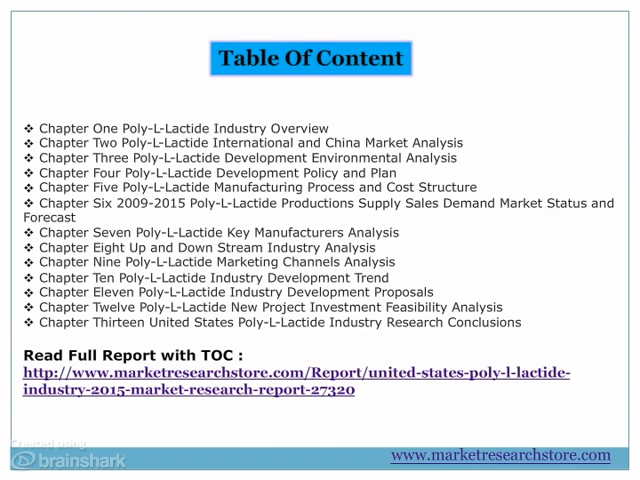 Table Of Content
❖ Chapter One Poly-L-Lactide Industry Overview
❖ Chapter Two Poly-L-Lactide International and China Market Analysis
❖ Chapter Three Poly-L-Lactide Development Environmental Analysis
❖ Chapter Four Poly-L-Lactide Development Policy and Plan
❖ Chapter Five Poly-L-Lactide Manufacturing Process and Cost Structure
❖ Chapter Six 2009-2015 Poly-L-Lactide Productions Supply Sales Demand Market Status and
Forecast
❖ Chapter Seven Poly-L-Lactide Key Manufacturers Analysis
❖ Chapter Eight Up and Down Stream Industry Analysis
❖ Chapter Nine Poly-L-Lactide Marketing Channels Analysis
❖ Chapter Ten Poly-L-Lactide Industry Development Trend
❖ Chapter Eleven Poly-L-Lactide Industry Development Proposals
❖ Chapter Twelve Poly-L-Lactide New Project Investment Feasibility Analysis
❖ Chapter Thirteen United States Poly-L-Lactide Industry Research Conclusions
Read Full Report with TOC :
http://www.marketresearchstore.com/Report/united-states-poly-l-lactide-
industry-2015-market-research-report-27320
Created using
brainshark
www.marketresearchstore.com